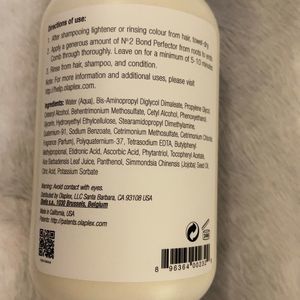 Directions of use:
1 After shampooing lightener or rinsing colour from hair, towel-dry.
2 Apply a generous amount of Nº.2 Bond Perfector from roots to ends.
Comb through thoroughly. Leave on for a minimum of 5-10 minutes.
3 Rinse from hair, shampoo, and condition.
Note: For more information and updates, please visit
http://help.olaplex.com.
Ingredients: Water (Aqua), Bis-Aminopropyl Diglycol Dimaleate, Propylene Glycol,
Cetearyl Alcohol, Behentrimonium Methosulfate, Cetyl Alcohol, Phenoxyethanol,
Glycerin, Hydroxyethyl Ethylcellulose, Stearamidopropyl Dimethylamine,
Quaternium-91, Sodium Benzoate, Cetrimonium Methosulfate, Cetrimonium Chloride,
Fragrance (Parfum), Polyquaternium-37, Tetrasodium EDTA, Butylphenyl
Methylpropional, Etidronic Acid, Ascorbic Acid, Phytantriol, Tocopheryl Acetate,
Aloe Barbadensis Leaf Juice, Panthenol, Simmondsia Chinensis (Jojoba) Seed Oil,
Citric Acid, Potassium Sorbate
Warning: Avoid contact with eyes.
Distributed by Olaplex, LLC Santa Barbara, CA 93108 USA
1030 Brussels, Belgium
Made in California, USA
http://patents.olaplex.com
8 96364 00232